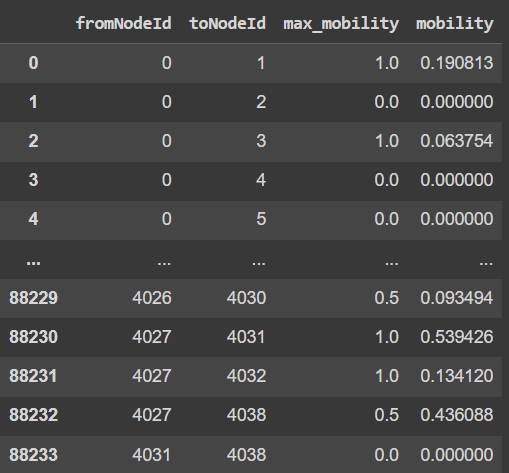 fromNodeId toNodeId max_mobility mobility
0 0 1 1.0 0.190813
1 0 2 0.0 0.000000
2 0 3 1.0 0.063754
3 0 4 0.0 0.000000
4 0 5 0.0 0.000000
... ... ... ... ...
88229 4026 4030 0.5 0.093494
88230 4027 4031 1.0 0.539426
88231 4027 4032 1.0 0.134120
88232 4027 4038 0.5 0.436088
88233 4031 4038 0.0 0.000000